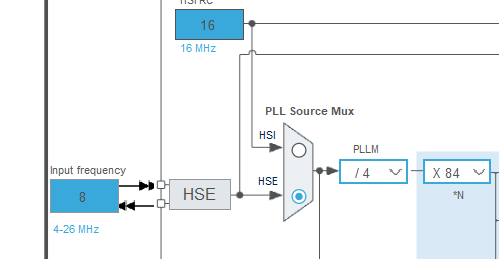 HSI RC
16
16 MHz
PLL Source Mux
HSI
PLLM
Input frequency
HSE
/ 4
X 84
8
HSE
*N
4-26 MHz